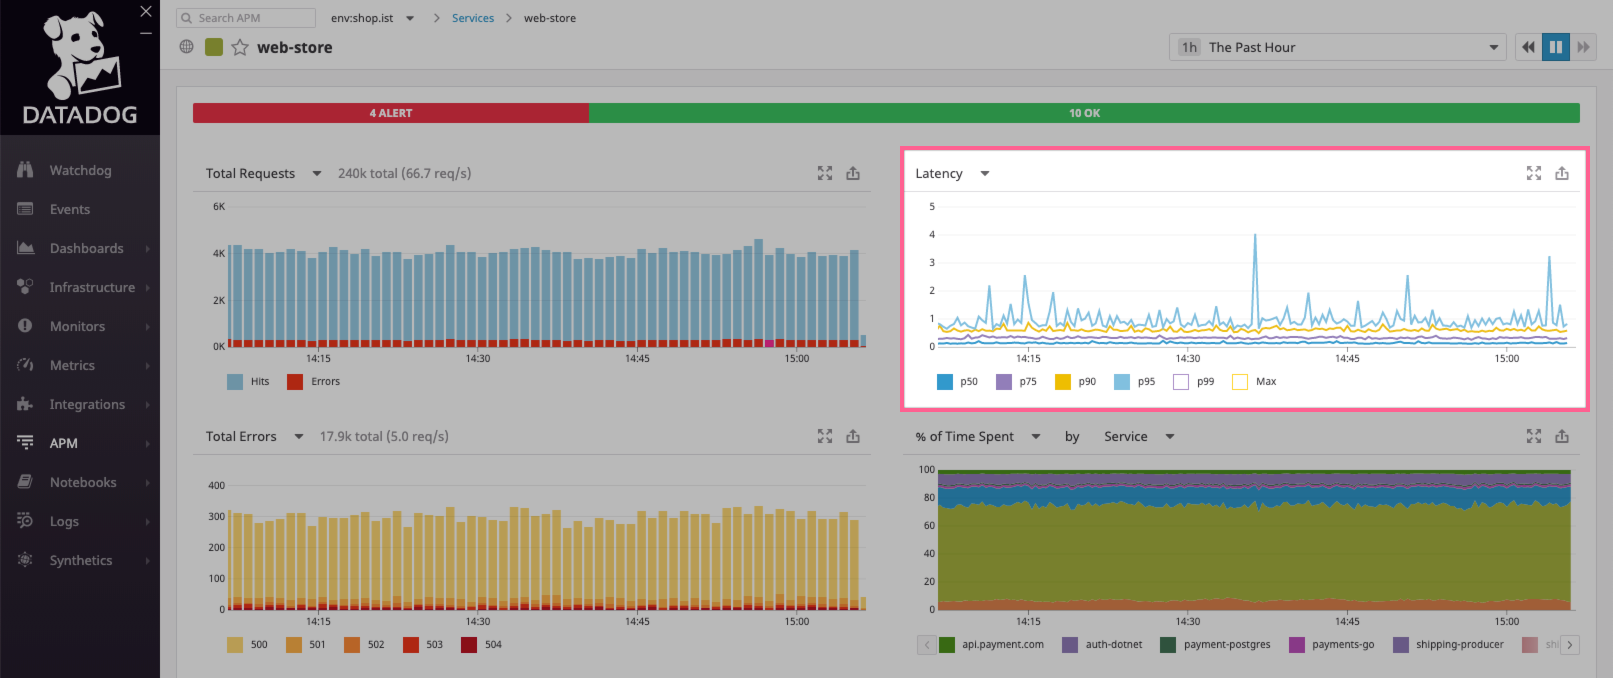 Search APM
env:shop.ist
Services
web-store
web-store
1h The Past Hour
DATADOG
Watchdog
Events
Dashboards
Infrastructure
Monitors
Metrics
Integrations
APM
Notebooks
Logs
Synthetics
4 ALERT
10 OK
Total Requests
240k total (66.7 req/s)
6K
4K
2K
0K
14:15 14:30 14:45 15:00
Hits Errors
Latency
5
4
3
2
1
0
14:15 14:30 14:45 15:00
p50 p75 p90 p95 p99 Max
Total Errors
17.9k total (5.0 req/s)
400
300
200
100
0
14:15 14:30 14:45 15:00
500 501 502 503 504
% of Time Spent by Service
100
80
60
40
20
0
14:15 14:30 14:45 15:00
api.payment.com auth-dotnet payment-postgres payments-go shipping-producer